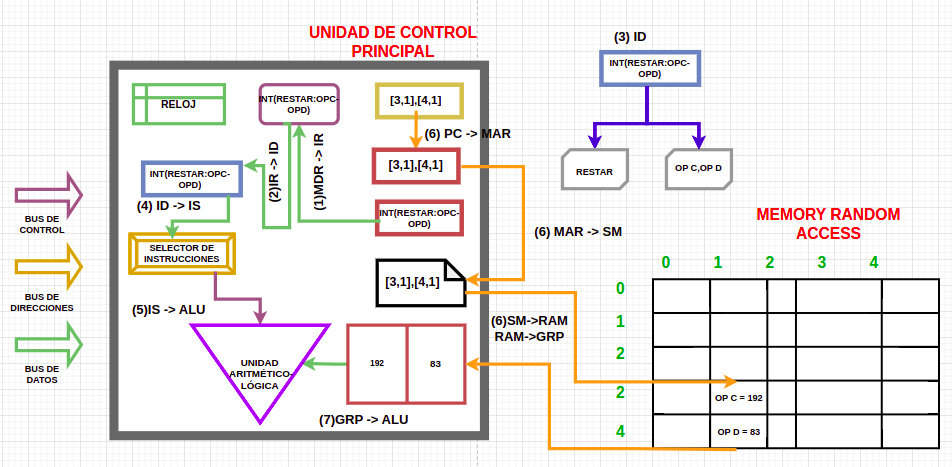 UNIDAD DE CONTROL
PRINCIPAL
(3) ID
INT(RESTAR:OPC-
OPD)
RESTAR
OP C,OP D
RELOJ
INT(RESTAR:OPC-
OPD)
[3,1],[4,1]
(6) PC -> MAR
[3,1],[4,1]
(2)IR -> ID
(1)MDR -> IR
INT(RESTAR:OPC-
OPD)
(4) ID -> IS
INT(RESTAR:OPC-
OPD)
(6) MAR -> SM
SELECTOR DE
INSTRUCCIONES
[3,1],[4,1]
(5)IS -> ALU
(6)SM->RAM
RAM->GRP
UNIDAD
ARITMÉTICO-
LÓGICA
192
83
(7)GRP -> ALU
BUS DE
CONTROL
BUS DE
DIRECCIONES
BUS DE
DATOS
MEMORY RANDOM
ACCESS
0 1 2 3 4
0
1
2
2
OP C = 192
4
OP D = 83